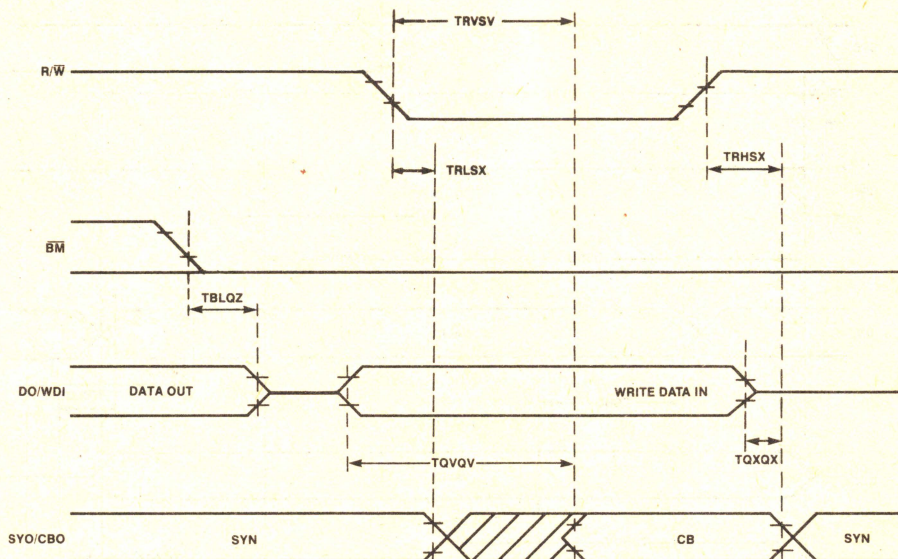 TRVSV
R/W̅
TRLSX
TRHSX
B̅M̅
TBLQZ
DO/WDI
DATA OUT
WRITE DATA IN
TQVQV
TQXQX
SYO/CBO
SYN
CB
SYN